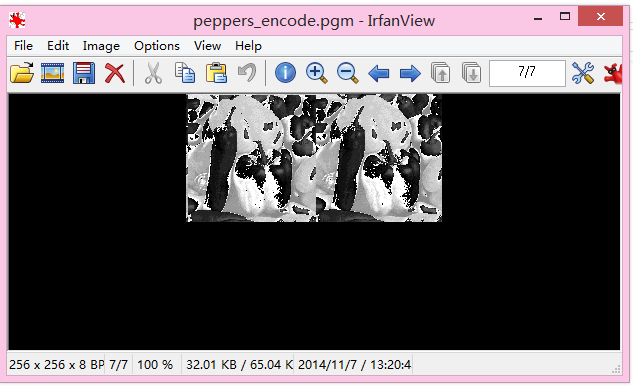 peppers_encode.pgm - IrfanView
File Edit Image Options View Help
7/7
256 x 256 x 8 BP 7/7 100 % 32.01 KB / 65.04 K 2014/11/7 / 13:20:4